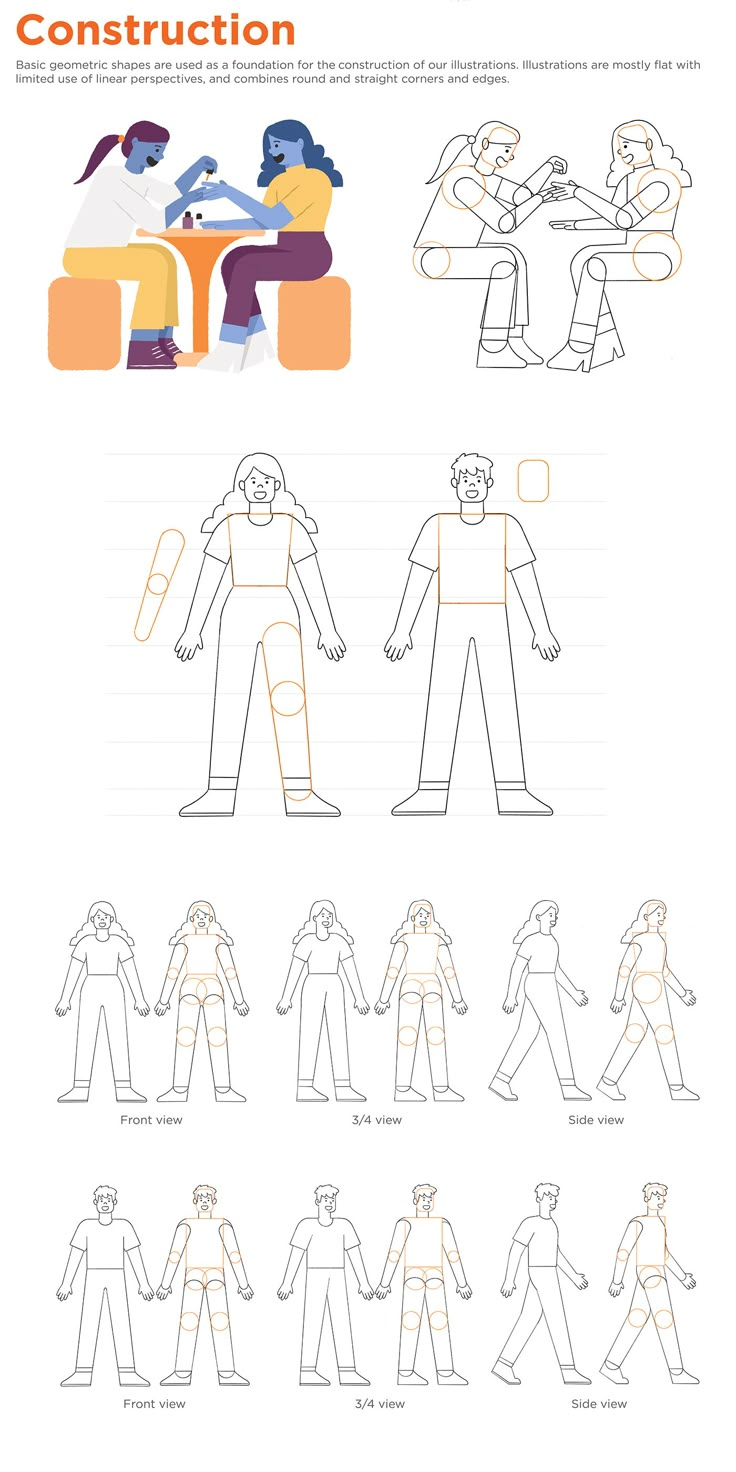 Construction
Basic geometric shapes are used as a foundation for the construction of our illustrations. Illustrations are mostly flat with
limited use of linear perspectives, and combines round and straight corners and edges.
Front view
3/4 view
Side view
Front view
3/4 view
Side view